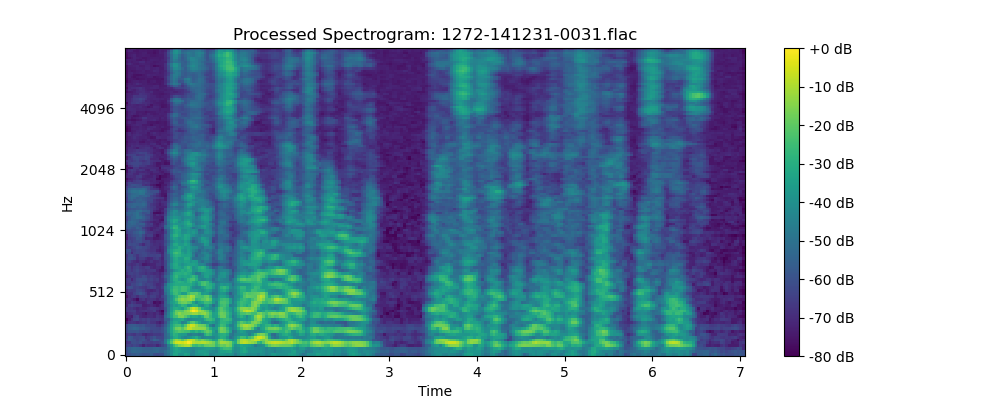 Processed Spectrogram: 1272-141231-0031.flac
+0 dB
-10 dB
-20 dB
-30 dB
-40 dB
-50 dB
-60 dB
-70 dB
-80 dB
Hz
4096
2048
1024
512
0
0 1 2 3 4 5 6 7
Time